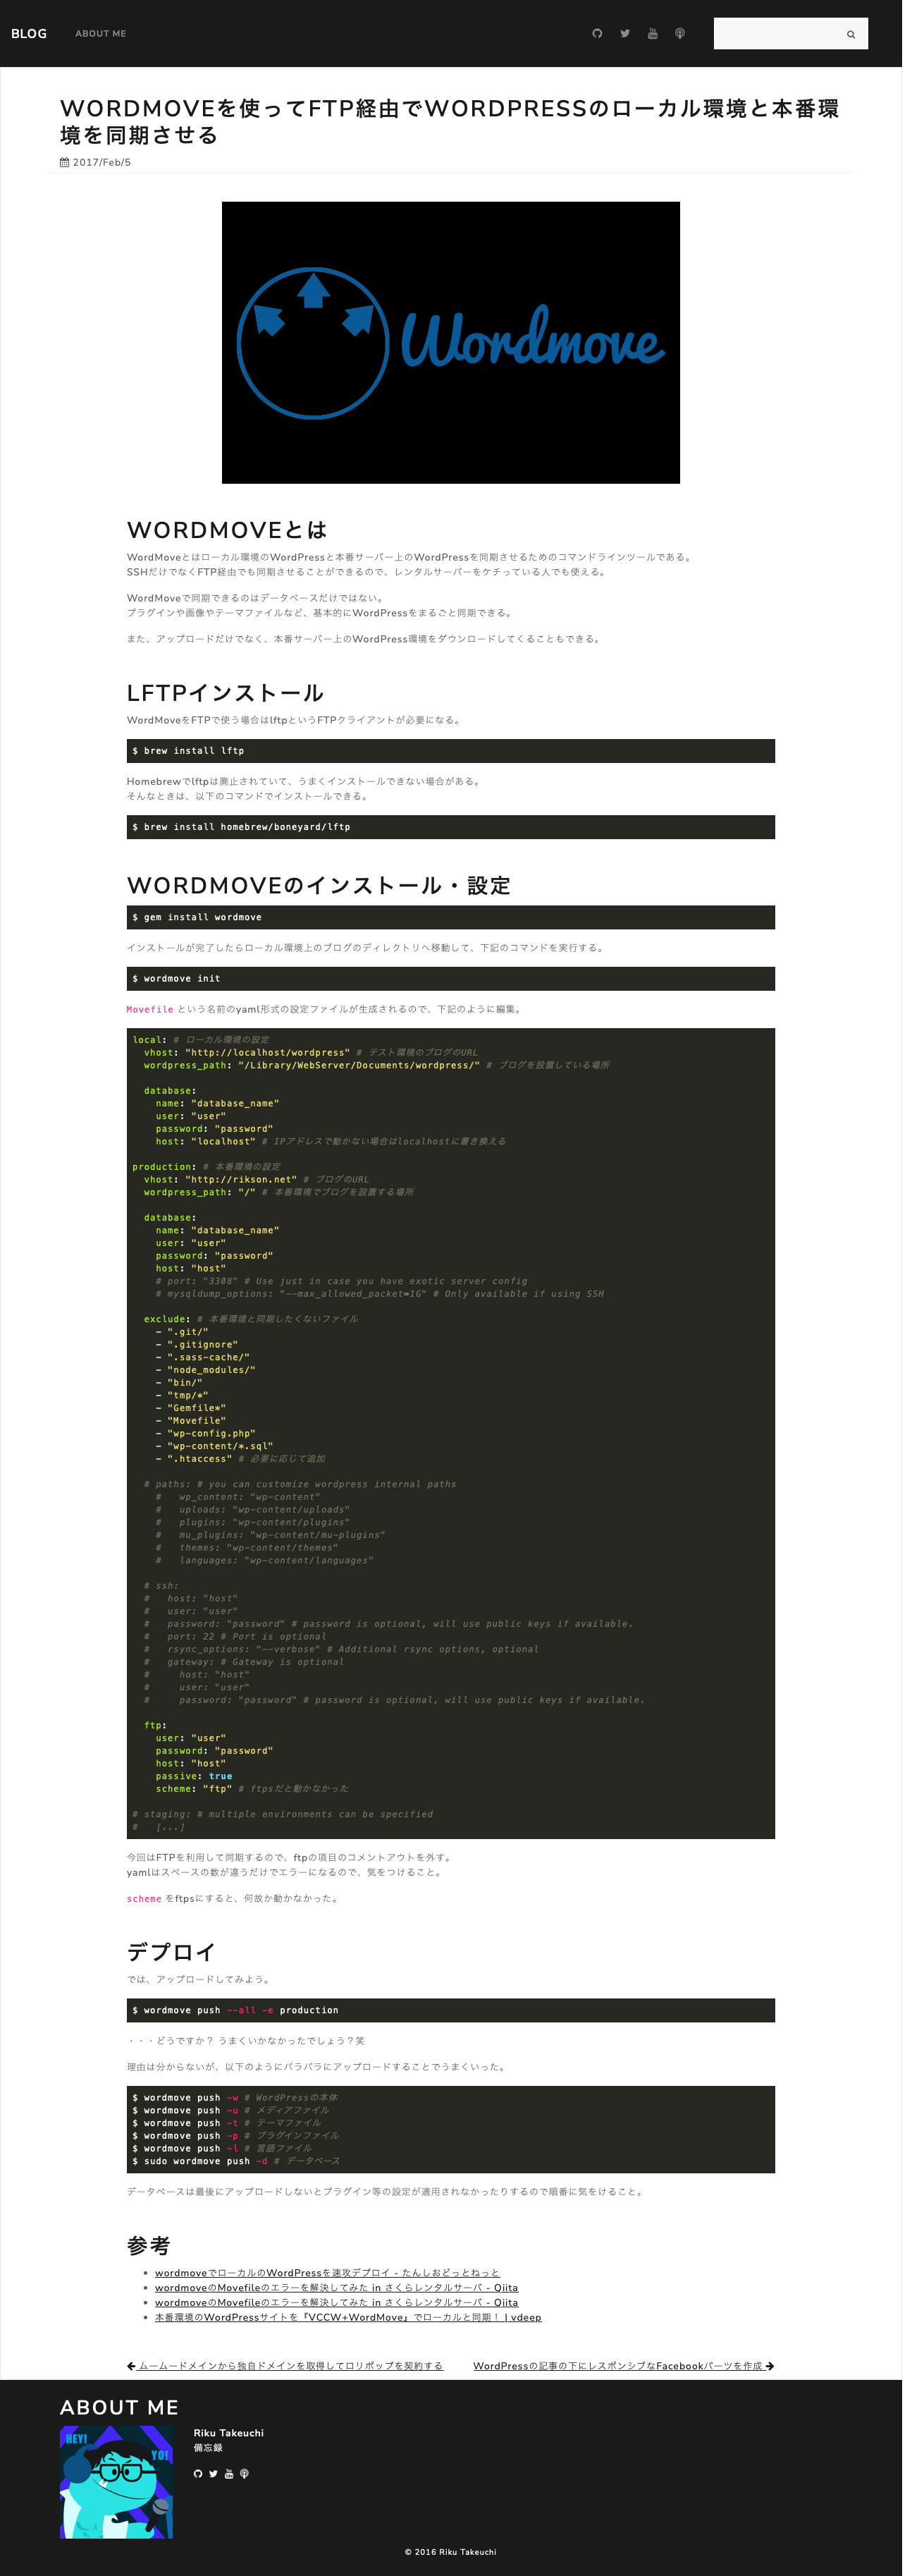 BLOG
ABOUT ME
WORDMOVEを使ってFTP経由でWORDPRESSのローカル環境と本番環
境を同期させる
2017/Feb/5
Wordmove
WORDMOVEとは
WordMoveとはローカル環境のWordPressと本番サーバー上のWordPressを同期させるためのコマンドラインツールである。
SSHだけでなくFTP経由でも同期させることができるので、レンタルサーバーをケチっている人でも使える。
WordMoveで同期できるのはデータベースだけではない。
プラグインや画像やテーマファイルなど、基本的にWordPressをまるごと同期できる。
また、アップロードだけでなく、本番サーバー上のWordPress環境をダウンロードしてくることもできる。
LFTPインストール
WordMoveをFTPで使う場合はlftpというFTPクライアントが必要になる。
$ brew install lftp
Homebrewでlftpは廃止されていて、うまくインストールできない場合がある。
そんなときは、以下のコマンドでインストールできる。
$ brew install homebrew/boneyard/lftp
WORDMOVEのインストール・設定
$ gem install wordmove
インストールが完了したらローカル環境上のブログのディレクトリへ移動して、下記のコマンドを実行する。
$ wordmove init
Movefile という名前のyaml形式の設定ファイルが生成されるので、下記のように編集。
local: # ローカル環境の設定
  vhost: "http://localhost/wordpress" # テスト環境のブログのURL
  wordpress_path: "/Library/WebServer/Documents/wordpress/" # ブログを設置している場所
  database:
    name: "database_name"
    user: "user"
    password: "password"
    host: "localhost" # IPアドレスで動かない場合はlocalhostに書き換える
production: # 本番環境の設定
  vhost: "http://rikson.net" # ブログのURL
  wordpress_path: "/" # 本番環境でブログを設置する場所
  database:
    name: "database_name"
    user: "user"
    password: "password"
    host: "host"
    # port: "3308" # Use just in case you have exotic server config
    # mysqldump_options: "--max_allowed_packet=1G" # Only available if using SSH
  exclude: # 本番環境と同期したくないファイル
    - ".git/"
    - ".gitignore"
    - ".sass-cache/"
    - "node_modules/"
    - "bin/"
    - "tmp/*"
    - "Gemfile*"
    - "Movefile"
    - "wp-config.php"
    - "wp-content/*.sql"
    - ".htaccess" # 必要に応じて追加
  # paths: # you can customize wordpress internal paths
    #   wp_content: "wp-content"
    #   uploads: "wp-content/uploads"
    #   plugins: "wp-content/plugins"
    #   mu_plugins: "wp-content/mu-plugins"
    #   themes: "wp-content/themes"
    #   languages: "wp-content/languages"
  # ssh:
  #   host: "host"
  #   user: "user"
  #   password: "password" # password is optional, will use public keys if available.
  #   port: 22 # Port is optional
  #   rsync_options: "--verbose" # Additional rsync options, optional
  #   gateway: # Gateway is optional
  #     host: "host"
  #     user: "user"
  #     password: "password" # password is optional, will use public keys if available.
  ftp:
    user: "user"
    password: "password"
    host: "host"
    passive: true
    scheme: "ftp" # ftpsだと動かなかった
# staging: # multiple environments can be specified
#   [...]
今回はFTPを利用して同期するので、ftpの項目のコメントアウトを外す。
yamlはスペースの数が違うだけでエラーになるので、気をつけること。
scheme をftpsにすると、何故か動かなかった。
デプロイ
では、アップロードしてみよう。
$ wordmove push --all -e production
・・・どうですか？ うまくいかなかったでしょう？笑
理由は分からないが、以下のようにバラバラにアップロードすることでうまくいった。
$ wordmove push -w # WordPressの本体
$ wordmove push -u # メディアファイル
$ wordmove push -t # テーマファイル
$ wordmove push -p # プラグインファイル
$ wordmove push -l # 言語ファイル
$ sudo wordmove push -d # データベース
データベースは最後にアップロードしないとプラグイン等の設定が適用されなかったりするので順番に気をけること。
参考
wordmoveでローカルのWordPressを速攻デプロイ - たんしおどっとねっと
wordmoveのMovefileのエラーを解決してみた in さくらレンタルサーバ - Qiita
wordmoveのMovefileのエラーを解決してみた in さくらレンタルサーバ - Qiita
本番環境のWordPressサイトを『VCCW+WordMove』でローカルと同期！ | vdeep
ムームードメインから独自ドメインを取得してロリポップを契約する
WordPressの記事の下にレスポンシブなFacebookパーツを作成
ABOUT ME
HEY!
YO!
Riku Takeuchi
備忘録
© 2016 Riku Takeuchi